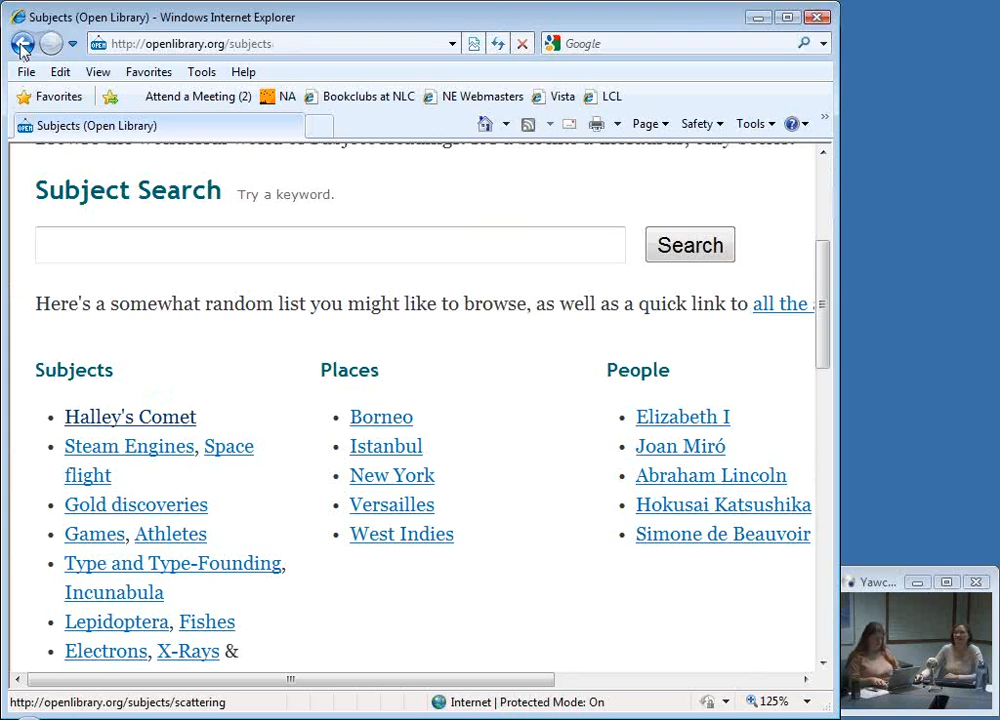 Subjects (Open Library) - Windows Internet Explorer
OPEN http://openlibrary.org/subjects
Google
File Edit View Favorites Tools Help
Favorites Attend a Meeting (2) NA Bookclubs at NLC NE Webmasters Vista LCL
OPEN Subjects (Open Library)
Page Safety Tools
Subject Search Try a keyword.
Search
Here's a somewhat random list you might like to browse, as well as a quick link to all the
Subjects
Halley's Comet
Steam Engines, Space
flight
Gold discoveries
Games, Athletes
Type and Type-Founding,
Incunabula
Lepidoptera, Fishes
Electrons, X-Rays &
Places
Borneo
Istanbul
New York
Versailles
West Indies
People
Elizabeth I
Joan Miró
Abraham Lincoln
Hokusai Katsushika
Simone de Beauvoir
Yawc...
http://openlibrary.org/subjects/scattering
Internet | Protected Mode: On
125%